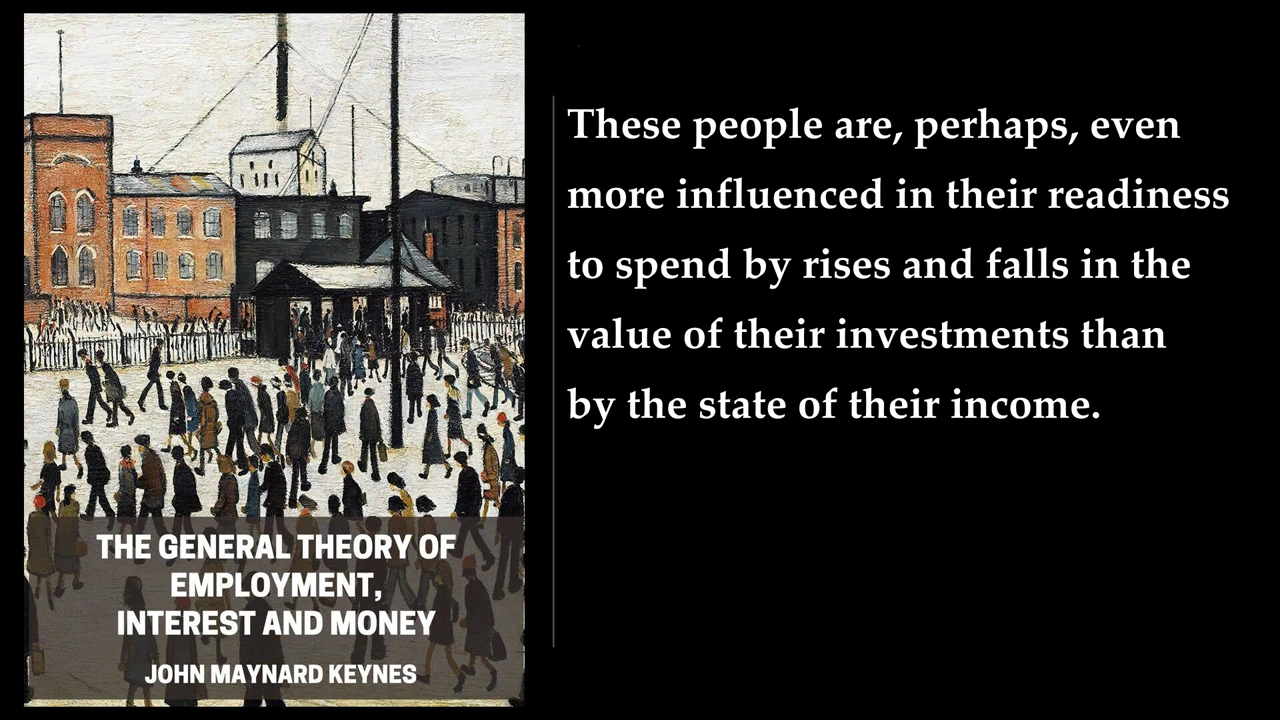 These people are, perhaps, even
more influenced in their readiness
to spend by rises and falls in the
value of their investments than
by the state of their income.
THE GENERAL THEORY OF
EMPLOYMENT,
INTEREST AND MONEY
JOHN MAYNARD KEYNES